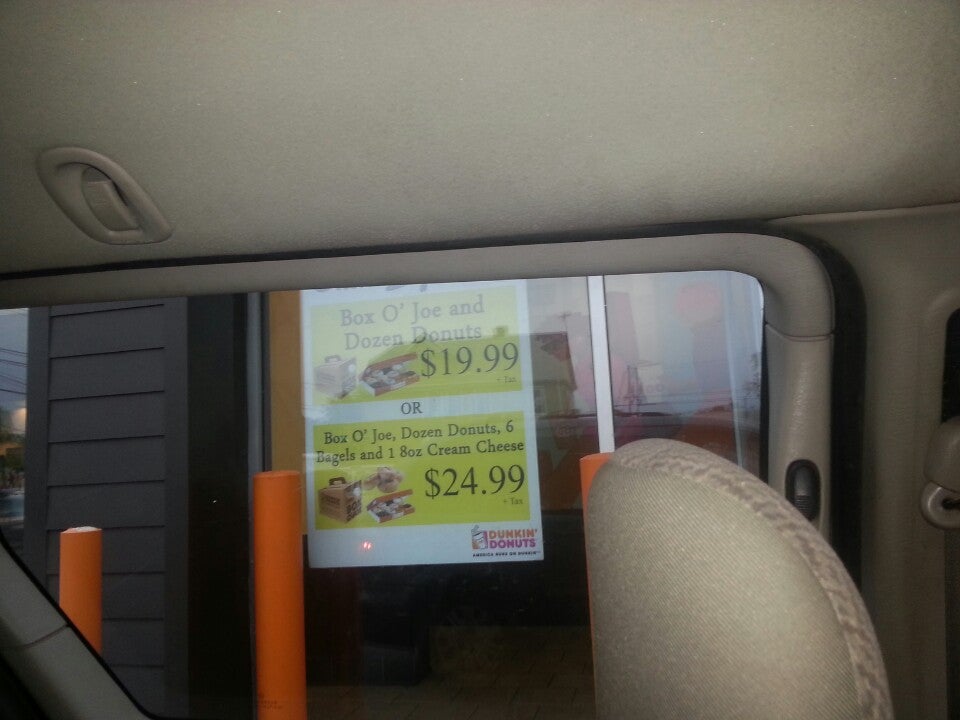 Box O' Joe and
Dozen Donuts
$19.99
+ Tax
OR
Box O' Joe, Dozen Donuts, 6
Bagels and 1 8oz Cream Cheese
$24.99
+ Tax
DUNKIN'
DONUTS
AMERICA RUNS ON DUNKIN'